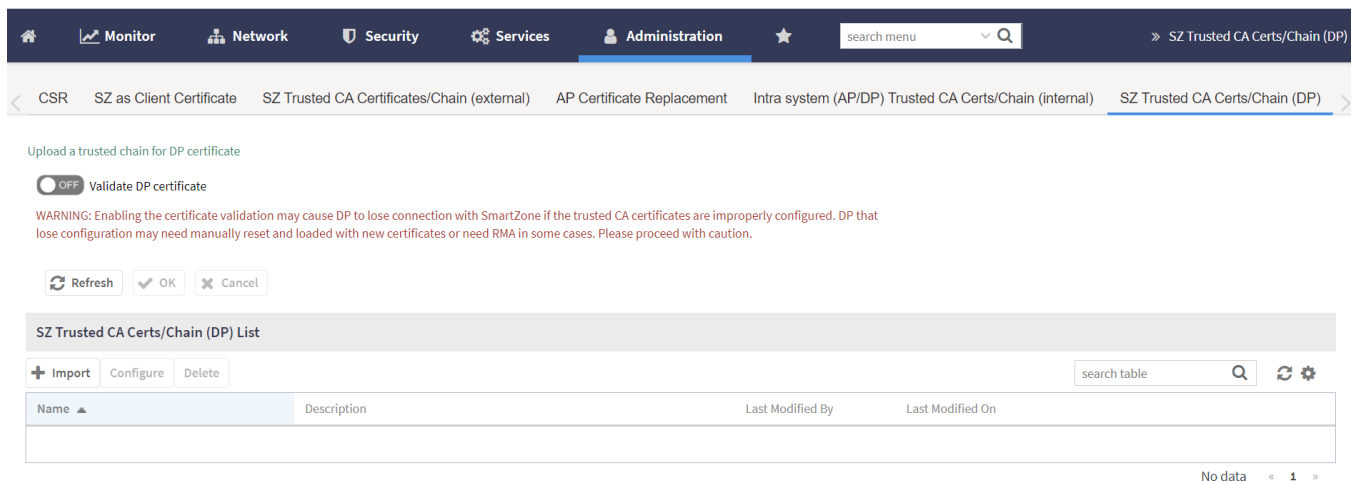 Monitor Network Security Services Administration search menu » SZ Trusted CA Certs/Chain (DP)
CSR SZ as Client Certificate SZ Trusted CA Certificates/Chain (external) AP Certificate Replacement Intra system (AP/DP) Trusted CA Certs/Chain (internal) SZ Trusted CA Certs/Chain (DP)
Upload a trusted chain for DP certificate
OFF Validate DP certificate
WARNING: Enabling the certificate validation may cause DP to lose connection with SmartZone if the trusted CA certificates are improperly configured. DP that
lose configuration may need manually reset and loaded with new certificates or need RMA in some cases. Please proceed with caution.
Refresh OK Cancel
SZ Trusted CA Certs/Chain (DP) List
Import Configure Delete search table
Name Description Last Modified By Last Modified On
No data « 1 »